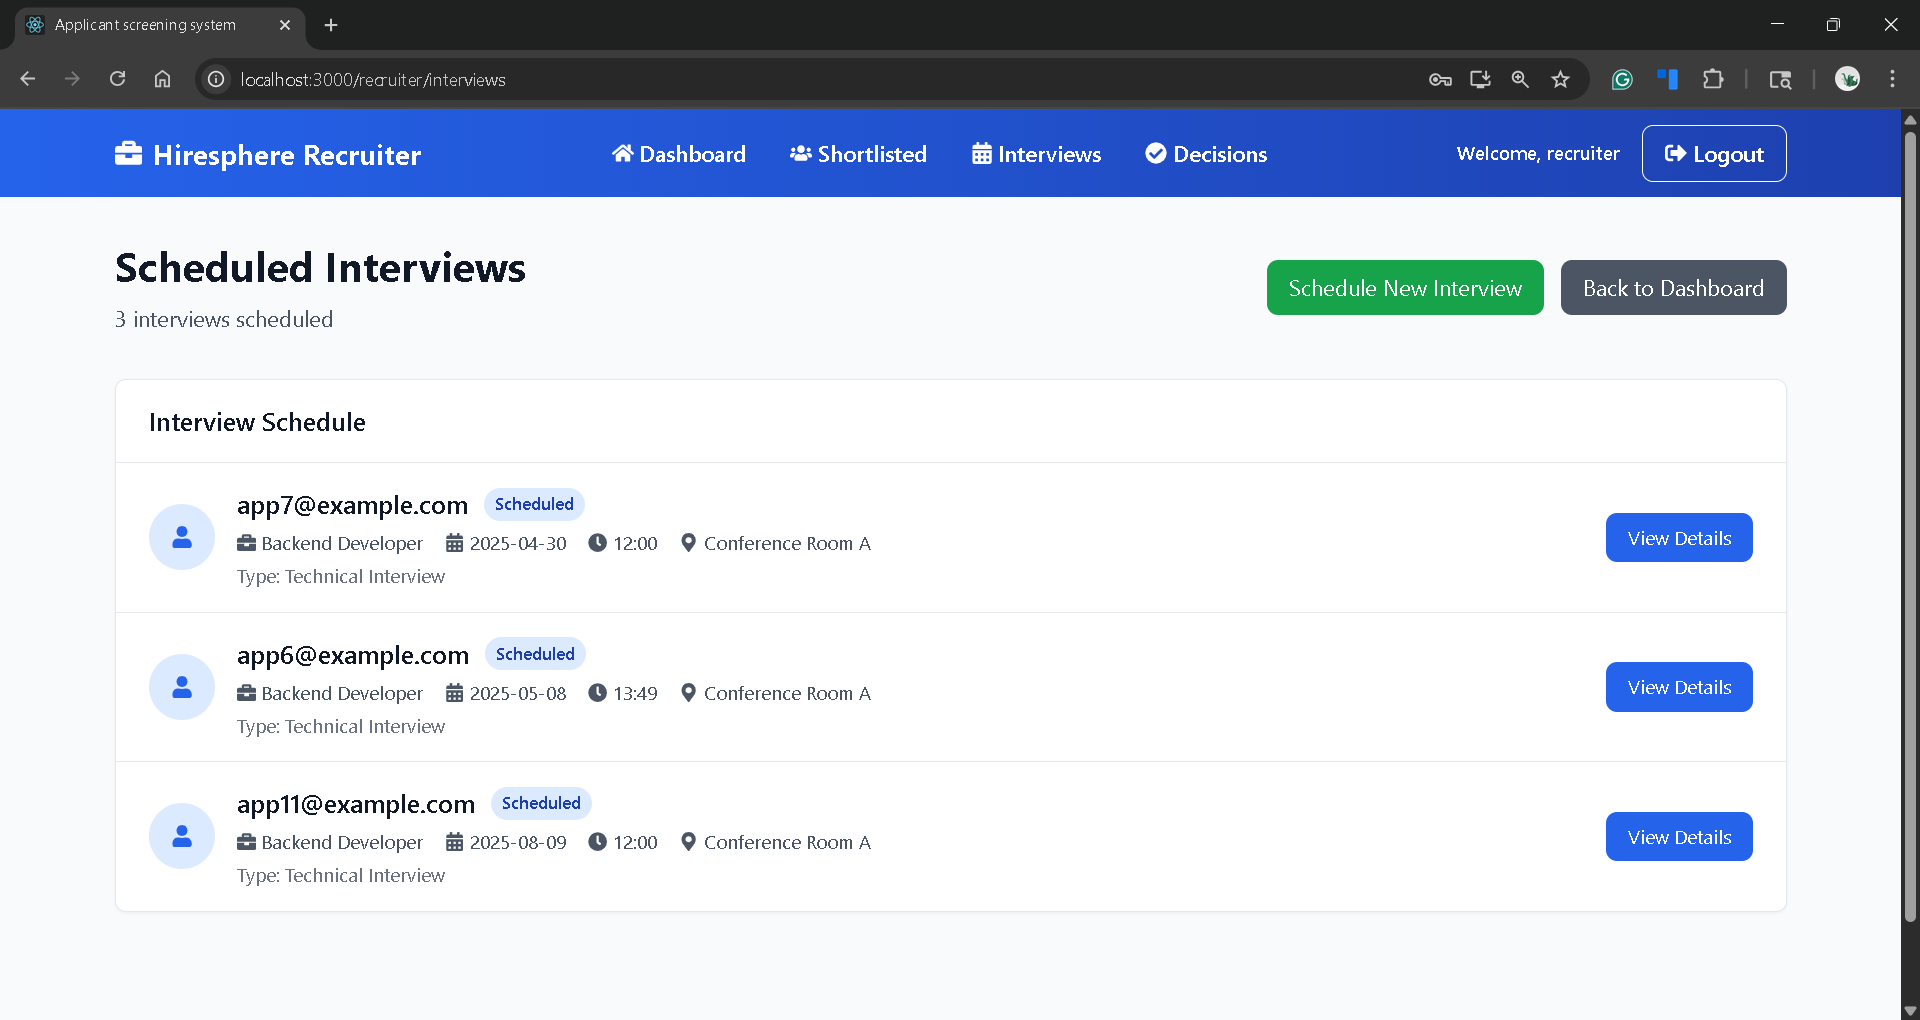 Applicant screening system
localhost:3000/recruiter/interviews
Hiresphere Recruiter
Dashboard
Shortlisted
Interviews
Decisions
Welcome, recruiter
Logout
Scheduled Interviews
3 interviews scheduled
Schedule New Interview
Back to Dashboard
Interview Schedule
app7@example.com Scheduled
Backend Developer 2025-04-30 12:00 Conference Room A
Type: Technical Interview
View Details
app6@example.com Scheduled
Backend Developer 2025-05-08 13:49 Conference Room A
Type: Technical Interview
View Details
app11@example.com Scheduled
Backend Developer 2025-08-09 12:00 Conference Room A
Type: Technical Interview
View Details